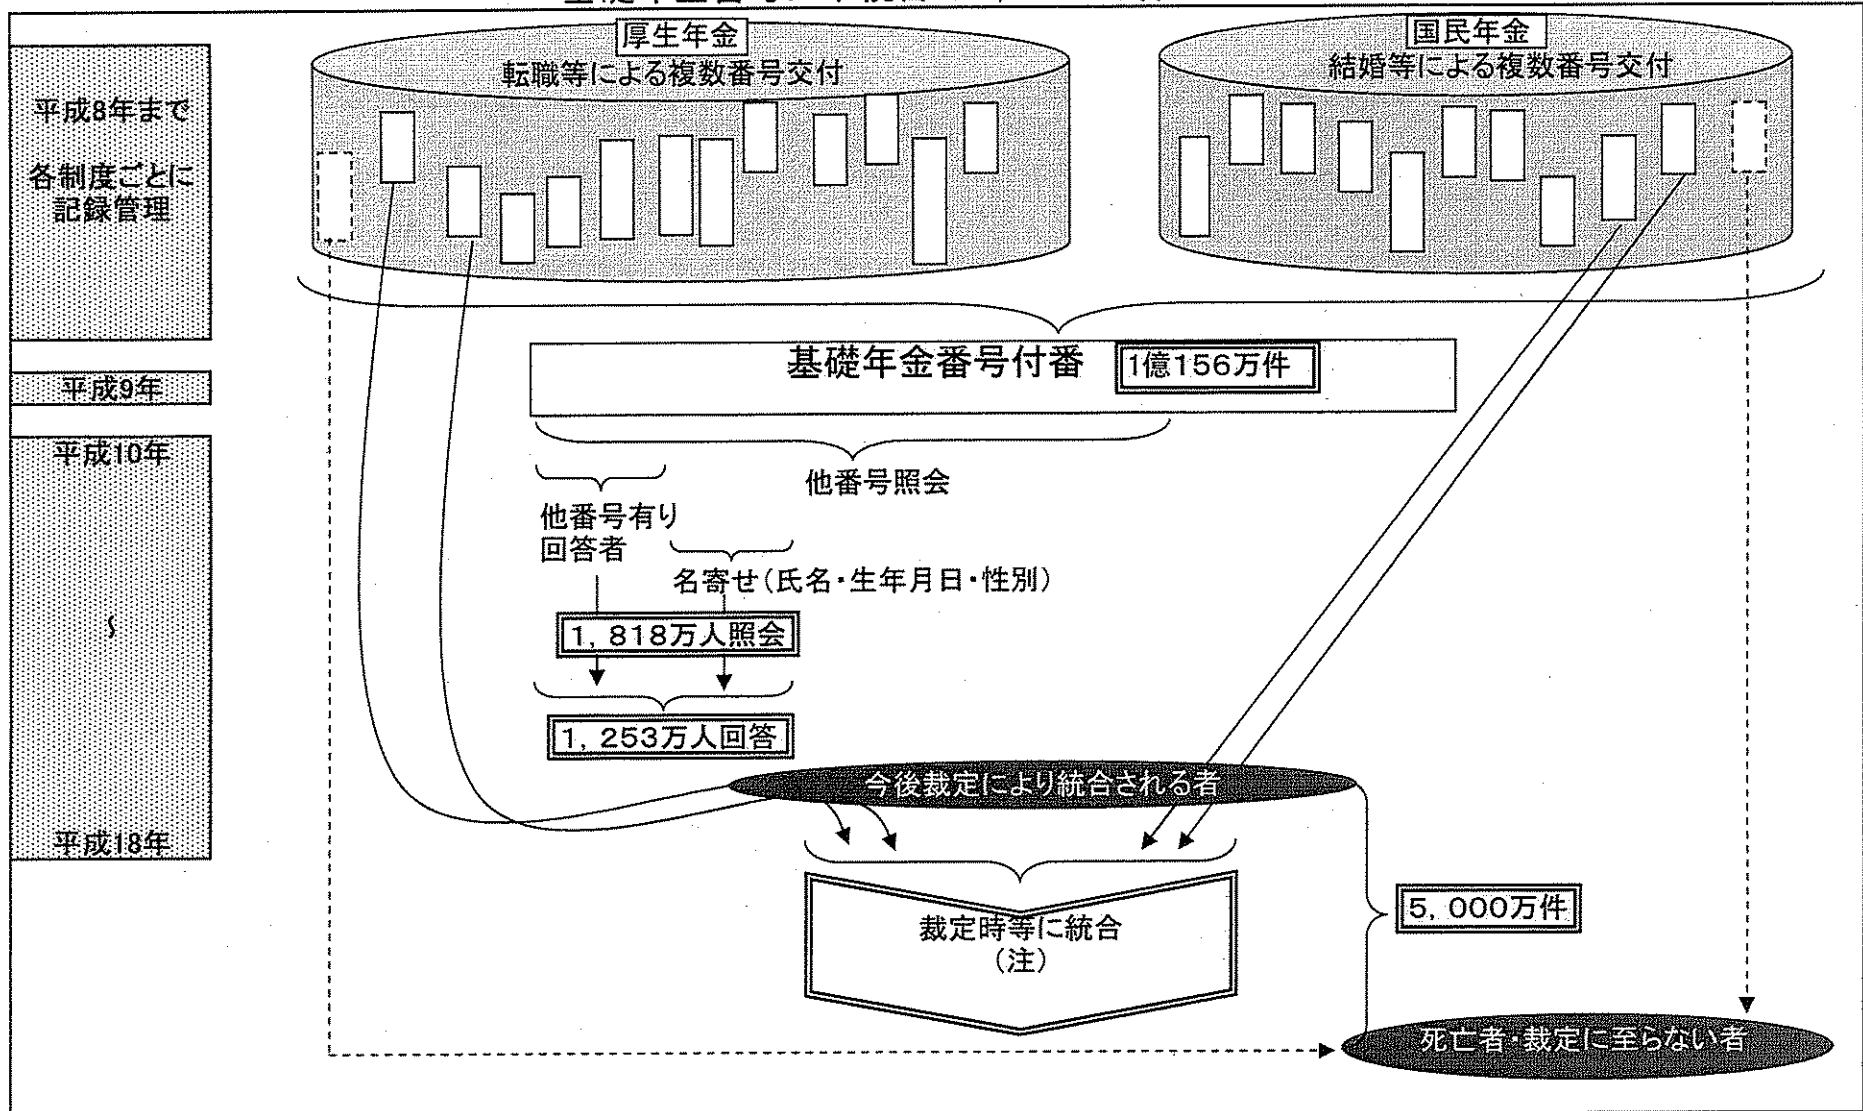 厚生年金
転職等による複数番号交付
国民年金
結婚等による複数番号交付
平成8年まで
各制度ごとに
記録管理
平成9年
基礎年金番号付番
1億156万件
平成10年
～
平成18年
他番号照会
他番号有り
回答者
名寄せ(氏名・生年月日・性別)
1，818万人照会
1，253万人回答
今後裁定により統合される者
裁定時等に統合
(注)
5，000万件
死亡者・裁定に至らない者